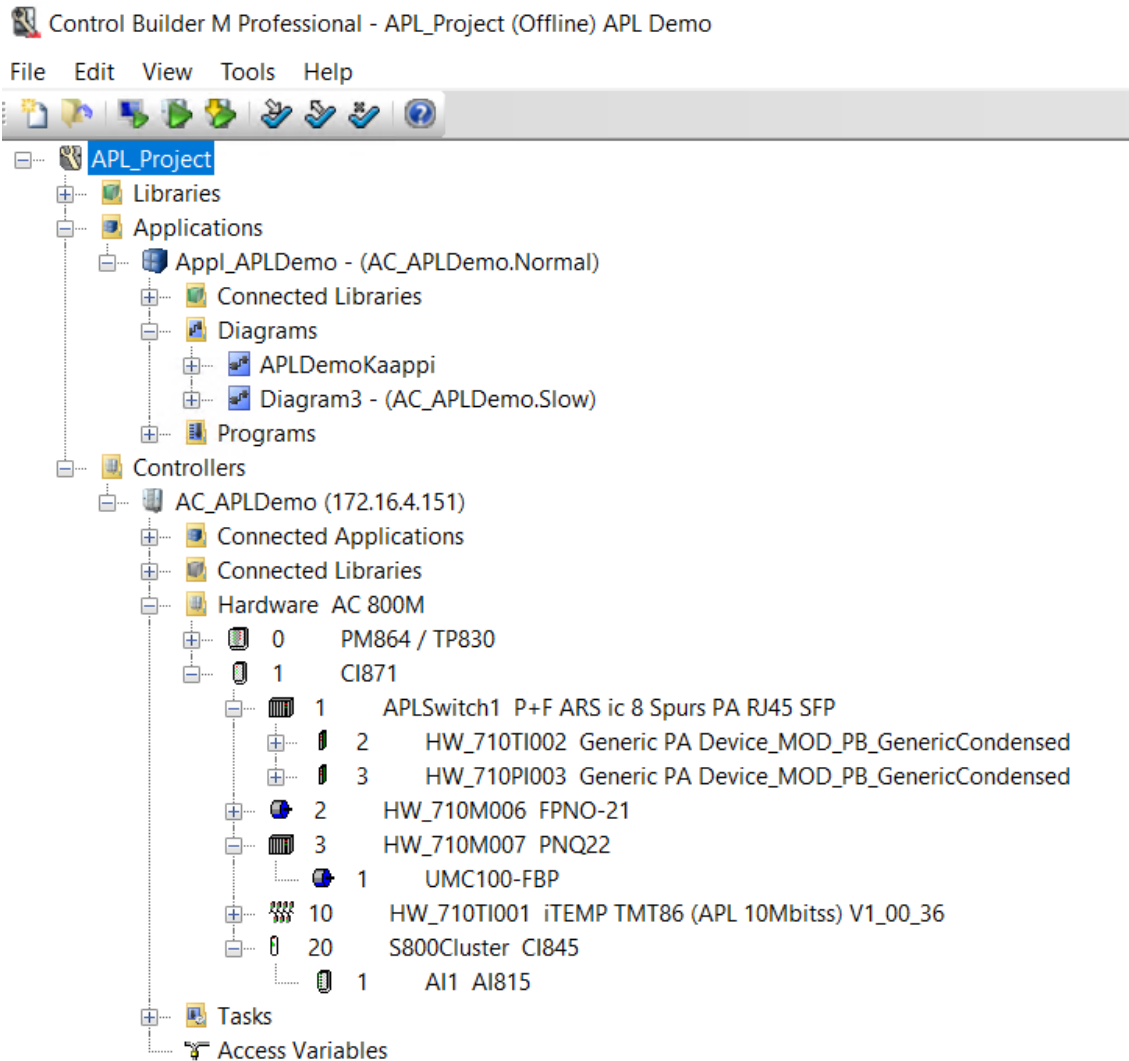 Control Builder M Professional - APL_Project (Offline) APL Demo
File Edit View Tools Help
APL_Project
Libraries
Applications
Appl_APLDemo - (AC_APLDemo.Normal)
Connected Libraries
Diagrams
APLDemoKaappi
Diagram3 - (AC_APLDemo.Slow)
Programs
Controllers
AC_APLDemo (172.16.4.151)
Connected Applications
Connected Libraries
Hardware AC 800M
0 PM864 / TP830
1 CI871
1 APLSwitch1 P+F ARS ic 8 Spurs PA RJ45 SFP
2 HW_710TI002 Generic PA Device_MOD_PB_GenericCondensed
3 HW_710PI003 Generic PA Device_MOD_PB_GenericCondensed
2 HW_710M006 FPNO-21
3 HW_710M007 PNQ22
1 UMC100-FBP
10 HW_710TI001 iTEMP TMT86 (APL 10Mbitss) V1_00_36
20 S800Cluster CI845
1 AI1 AI815
Tasks
Access Variables